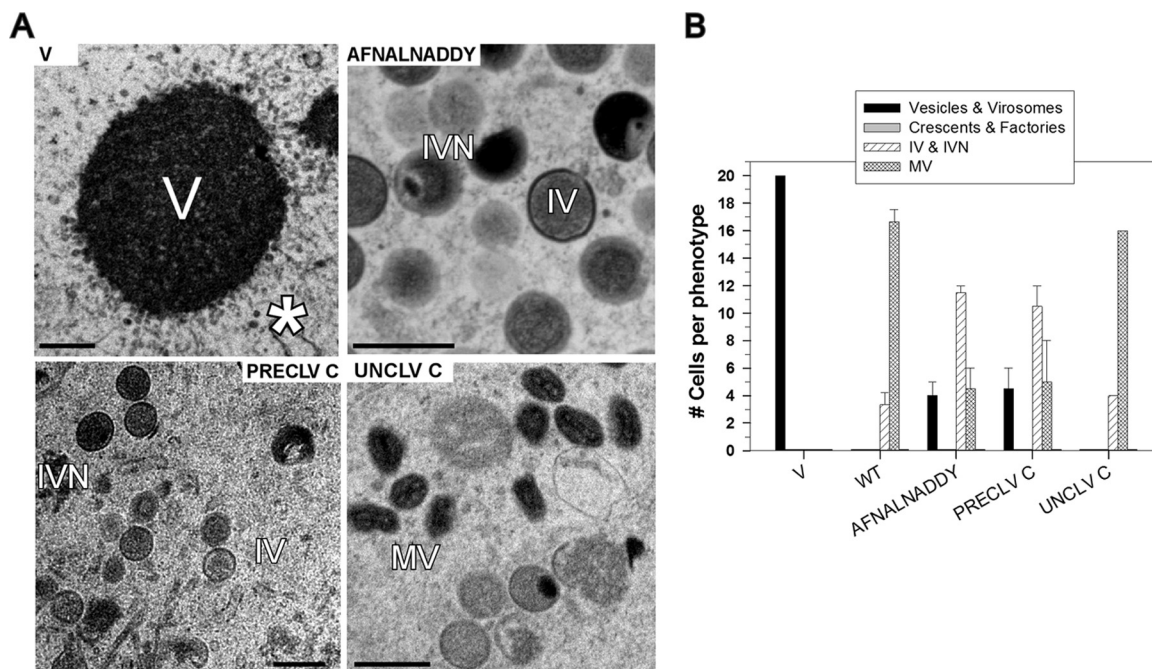 A
B
V
AFNALNADDY
V
IVN
IV
*
PRECLV C
UNCLV C
IVN
IV
MV
Vesicles & Virosomes
Crescents & Factories
IV & IVN
MV
# Cells per phenotype
20
18
16
14
12
10
8
6
4
2
0
V
WT
AFNALNADDY
PRECLV C
UNCLV C